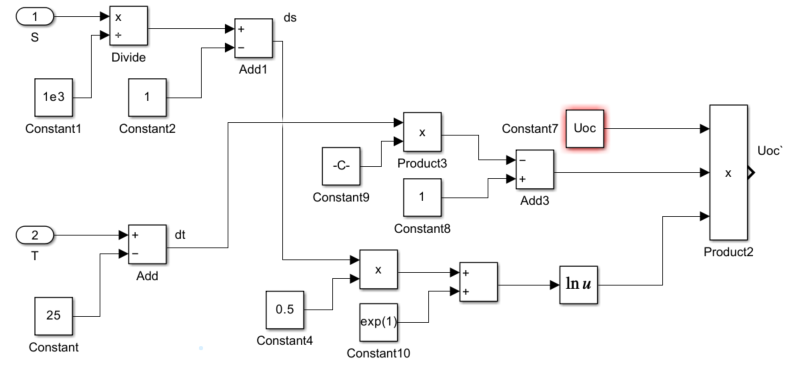 1
S
x
÷
Divide
ds
+
−
Add1
1e3
Constant1
1
Constant2
x
Product3
-C-
Constant9
1
Constant8
−
+
Add3
Constant7
Uoc
x
Uoc`
Product2
2
T
+
−
dt
Add
25
Constant
x
0.5
Constant4
+
+
exp(1)
Constant10
ln u